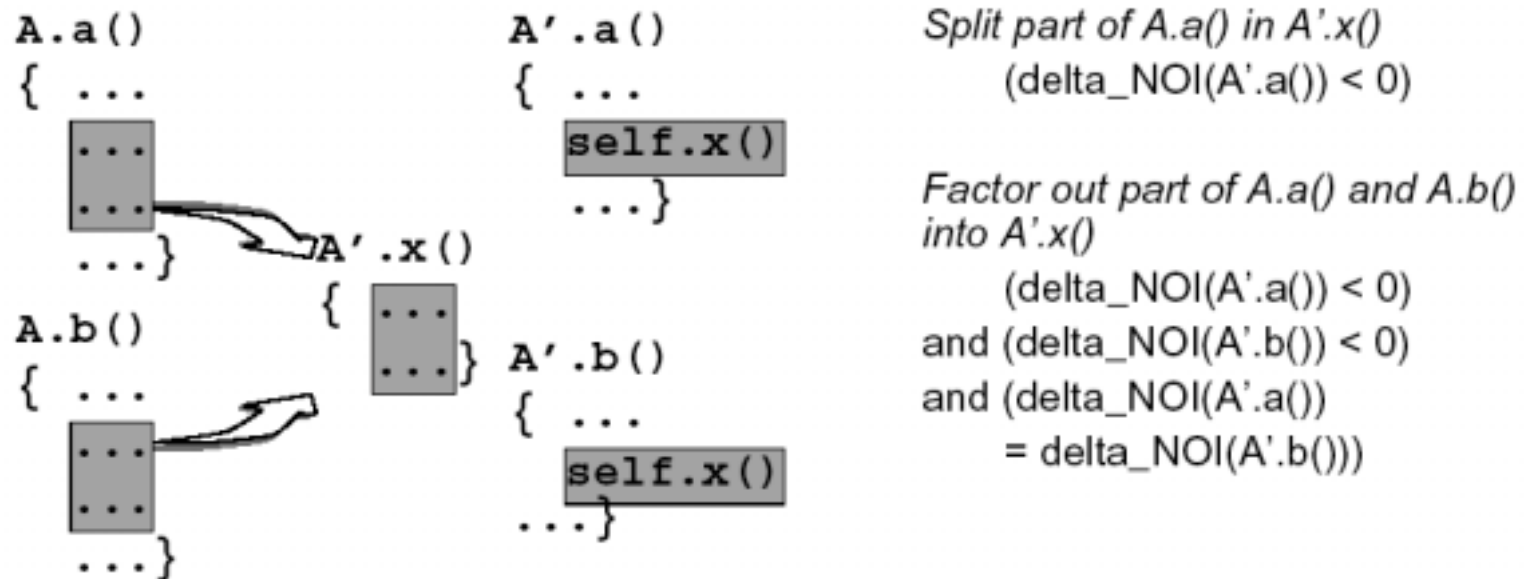 A.a()
{ ...
...
...
...}
A.b()
{ ...
...
...
...}
A′.x()
{ ...
...}
A′.a()
{ ...
self.x()
...}
A′.b()
{ ...
self.x()
...}
Split part of A.a() in A’.x()
(delta_NOI(A’.a()) < 0)
Factor out part of A.a() and A.b()
into A’.x()
(delta_NOI(A’.a()) < 0)
and (delta_NOI(A’.b()) < 0)
and (delta_NOI(A’.a())
= delta_NOI(A’.b()))